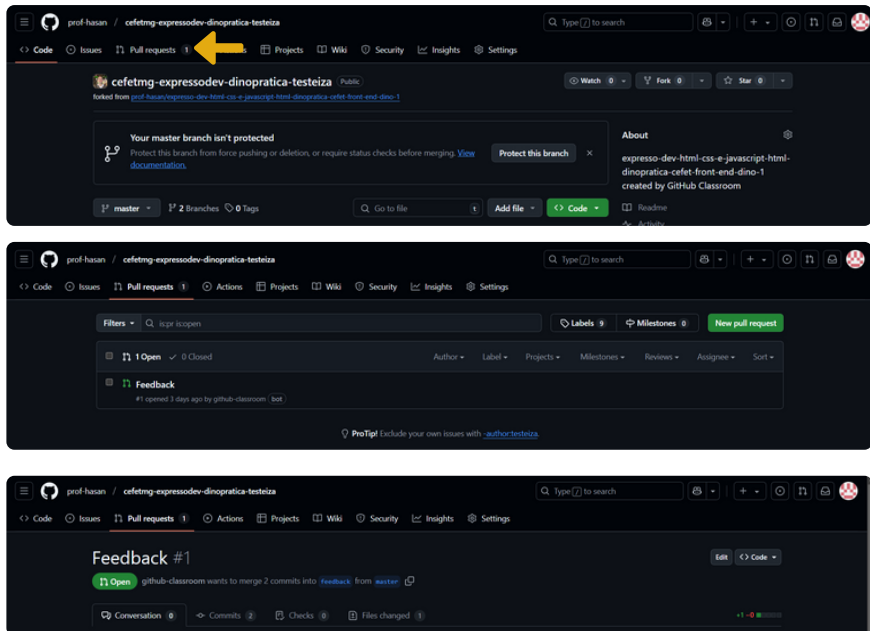 prof-hasan / cefetmg-expressodev-dinopratica-testeiza Type / to search
Code Issues Pull requests 1 Projects Wiki Security Insights Settings
cefetmg-expressodev-dinopratica-testeiza Public Watch 0 Fork 0 Star 0
forked from prof-hasan/expresso-dev-html-css-e-javascript-html-dinopratica-cefet-front-end-dino-1
Your master branch isn't protected
Protect this branch from force pushing or deletion, or require status checks before merging. View
documentation.
Protect this branch
About
expresso-dev-html-css-e-javascript-html-
dinopratica-cefet-front-end-dino-1
created by GitHub Classroom
master 2 Branches 0 Tags Go to file t Add file Code
Readme
Activity
prof-hasan / cefetmg-expressodev-dinopratica-testeiza Type / to search
Code Issues Pull requests 1 Actions Projects Wiki Security Insights Settings
Filters is:pr is:open Labels 9 Milestones 0 New pull request
1 Open 0 Closed Author Label Projects Milestones Reviews Assignee Sort
Feedback
#1 opened 3 days ago by github-classroom bot
ProTip! Exclude your own issues with -author:testeiza.
prof-hasan / cefetmg-expressodev-dinopratica-testeiza Type / to search
Code Issues Pull requests 1 Actions Projects Wiki Security Insights Settings
Feedback #1 Edit Code
Open github-classroom wants to merge 2 commits into feedback from master
Conversation 0 Commits 2 Checks 0 Files changed 1 +1 −0